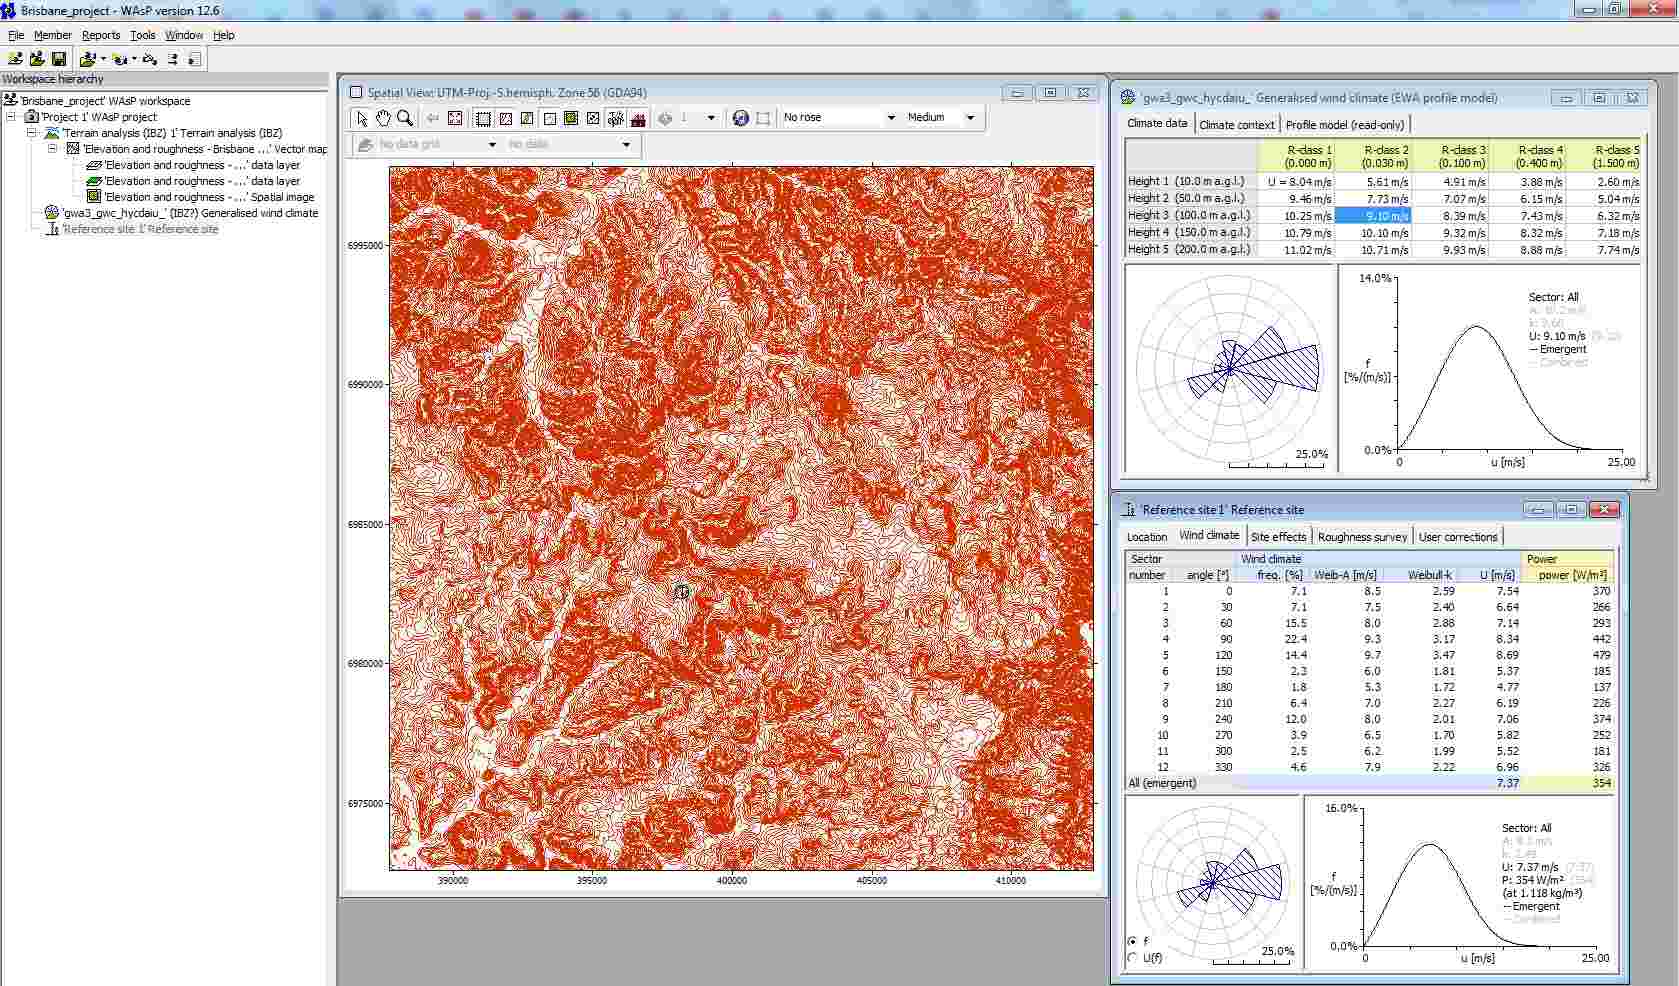 Brisbane_project - WAsP version 12.6
File Member Reports Tools Window Help
Workspace hierarchy
'Brisbane_project' WAsP workspace
'Project 1' WAsP project
'Terrain analysis (IBZ) 1' Terrain analysis (IBZ)
'Elevation and roughness - Brisbane ...' Vector map
'Elevation and roughness - ...' data layer
'Elevation and roughness - ...' data layer
'Elevation and roughness - ...' Spatial image
'gwa3_gwc_hycdaiu_' (IBZ?) Generalised wind climate
'Reference site 1' Reference site
Spatial View: UTM-Proj.-S.hemisph. Zone 56 (GDA94)
1 No rose Medium
No data grid no data
6995000
6990000
6985000
6980000
6975000
390000 395000 400000 405000 410000
'gwa3_gwc_hycdaiu_' Generalised wind climate (EWA profile model)
Climate data Climate context Profile model (read-only)
R-class 1 R-class 2 R-class 3 R-class 4 R-class 5
(0.000 m) (0.030 m) (0.100 m) (0.400 m) (1.500 m)
Height 1 (10.0 m a.g.l.) U = 8.04 m/s 5.61 m/s 4.91 m/s 3.88 m/s 2.60 m/s
Height 2 (50.0 m a.g.l.) 9.46 m/s 7.73 m/s 7.07 m/s 6.15 m/s 5.04 m/s
Height 3 (100.0 m a.g.l.) 10.25 m/s 9.10 m/s 8.39 m/s 7.43 m/s 6.32 m/s
Height 4 (150.0 m a.g.l.) 10.79 m/s 10.10 m/s 9.32 m/s 8.32 m/s 7.18 m/s
Height 5 (200.0 m a.g.l.) 11.02 m/s 10.71 m/s 9.93 m/s 8.88 m/s 7.74 m/s
25.0%
14.0%
f
[%/(m/s)]
0.0%
0 u [m/s] 25.00
Sector: All
U: 9.10 m/s
-- Emergent
-- Combined
'Reference site 1' Reference site
Location Wind climate Site effects Roughness survey User corrections
Sector Wind climate Power
number angle [°] freq. [%] Weib-A [m/s] Weibull-k U [m/s] power [W/m²]
1 0 7.1 8.5 2.59 7.54 370
2 30 7.1 7.5 2.40 6.64 266
3 60 15.5 8.0 2.88 7.14 293
4 90 22.4 9.3 3.17 8.34 442
5 120 14.4 9.7 3.47 8.69 479
6 150 2.3 6.0 1.81 5.37 185
7 180 1.8 5.3 1.72 4.77 137
8 210 6.4 7.0 2.27 6.19 226
9 240 12.0 8.0 2.01 7.06 374
10 270 3.9 6.5 1.70 5.82 252
11 300 2.5 6.2 1.99 5.52 181
12 330 4.6 7.9 2.22 6.96 326
All (emergent) 7.37 354
f
U(f)
25.0%
16.0%
f
[%/(m/s)]
0.0%
0 u [m/s] 25.00
Sector: All
U: 7.37 m/s (7.37)
P: 354 W/m² (354)
(at 1.118 kg/m³)
-- Emergent
-- Combined